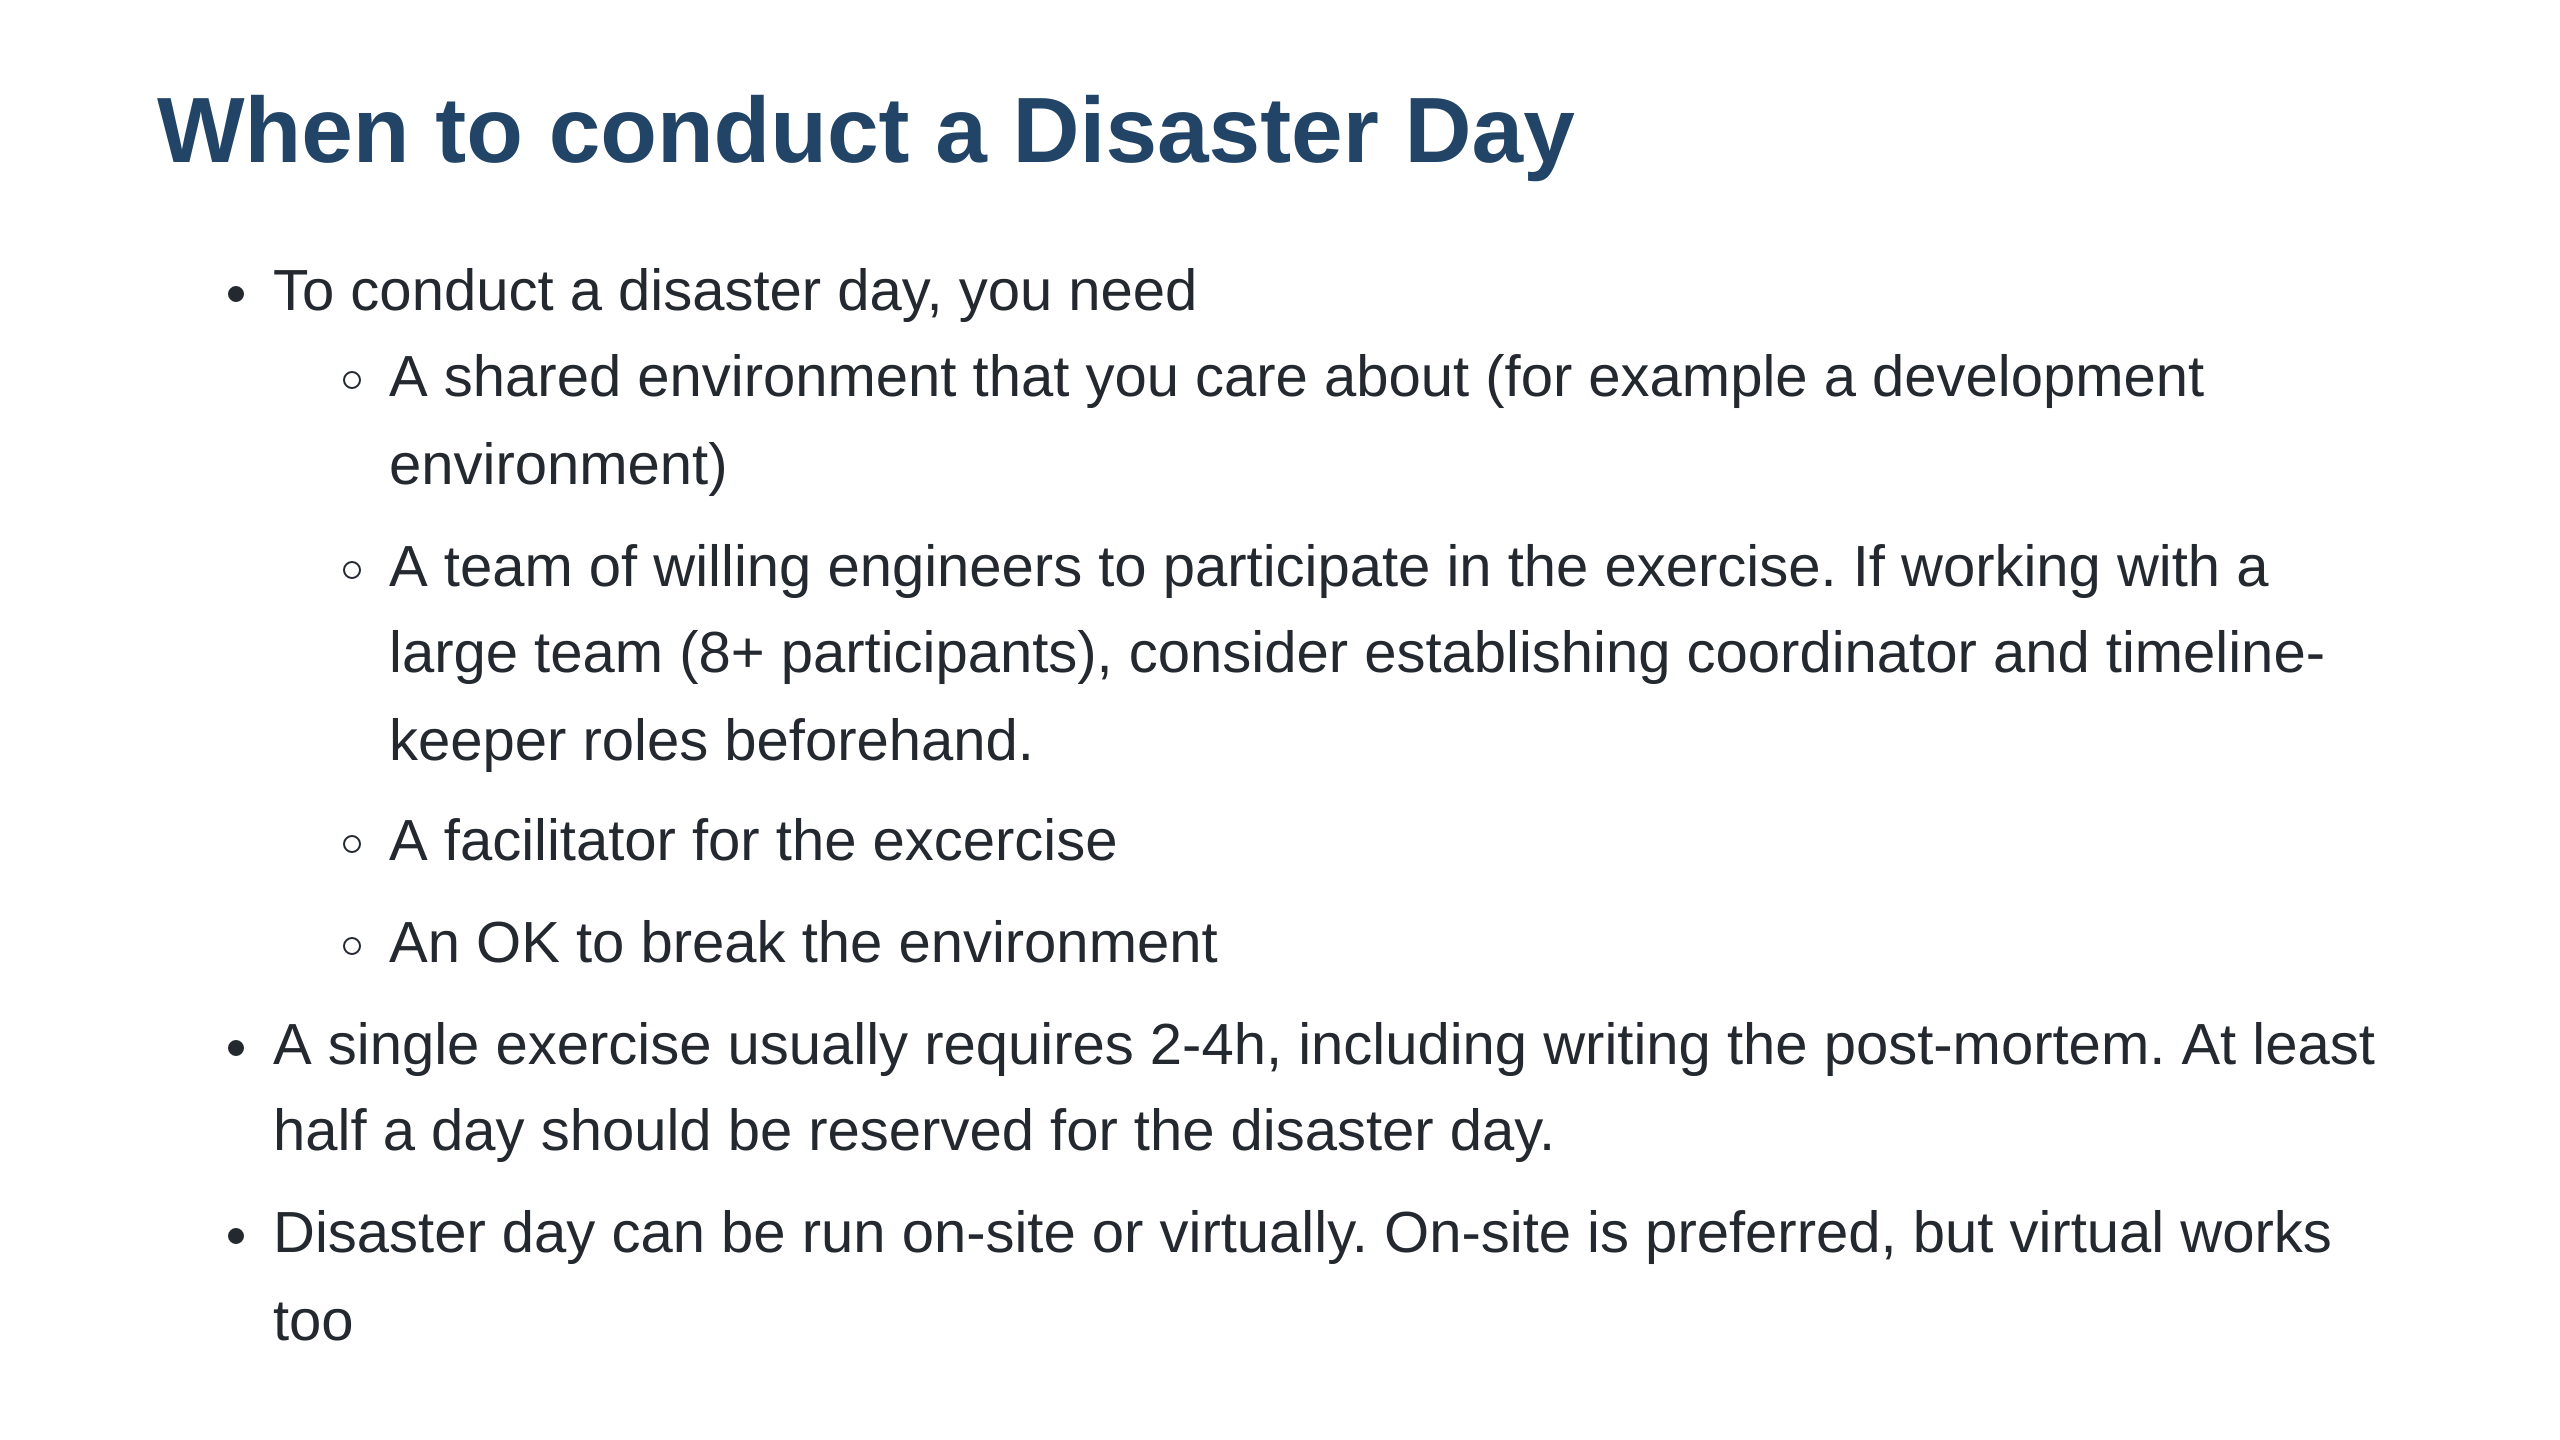 When to conduct a Disaster Day
• To conduct a disaster day, you need
◦ A shared environment that you care about (for example a development
environment)
◦ A team of willing engineers to participate in the exercise. If working with a
large team (8+ participants), consider establishing coordinator and timeline-
keeper roles beforehand.
◦ A facilitator for the excercise
◦ An OK to break the environment
• A single exercise usually requires 2-4h, including writing the post-mortem. At least
half a day should be reserved for the disaster day.
• Disaster day can be run on-site or virtually. On-site is preferred, but virtual works
too